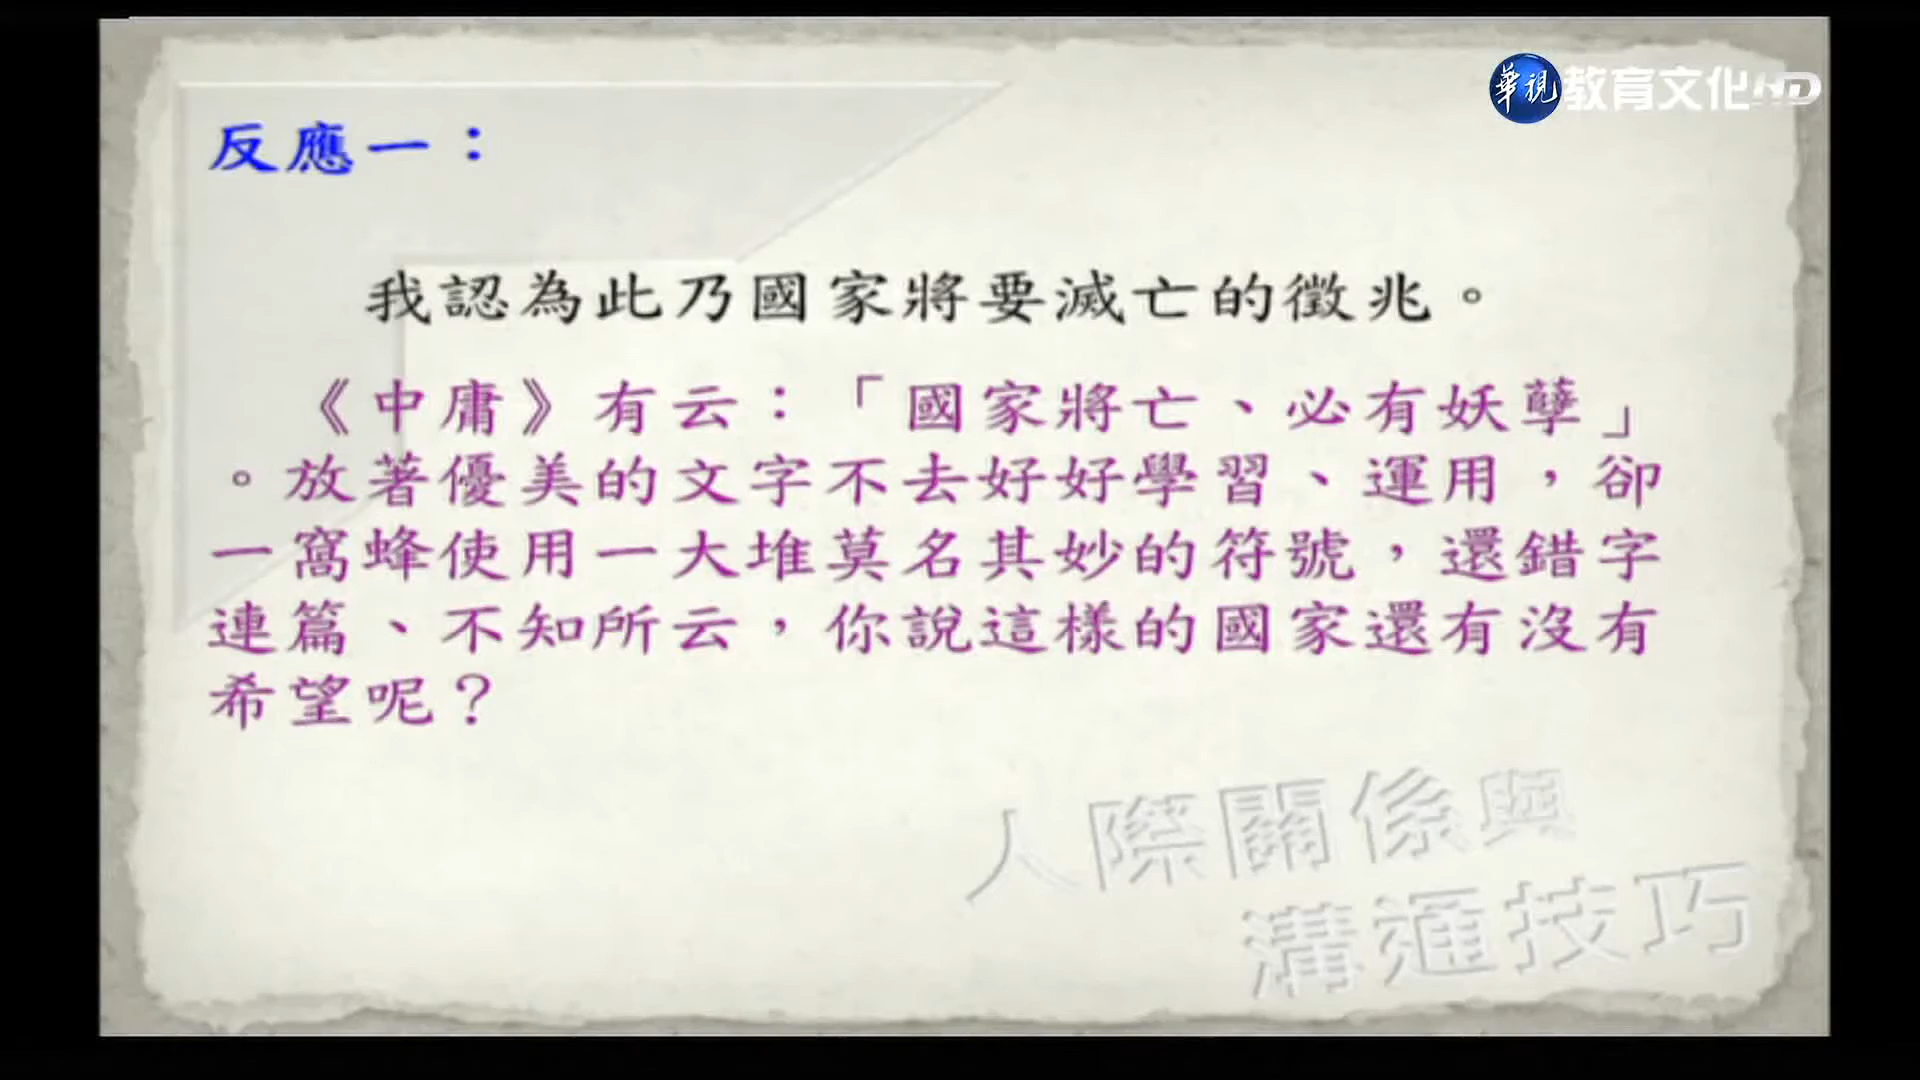 華視教育文化HD
反應一：
我認為此乃國家將要滅亡的徵兆。
《中庸》有云：「國家將亡、必有妖孽」
。放著優美的文字不去好好學習、運用，卻
一窩蜂使用一大堆莫名其妙的符號，還錯字
連篇、不知所云，你說這樣的國家還有沒有
希望呢？
人際關係與
溝通技巧